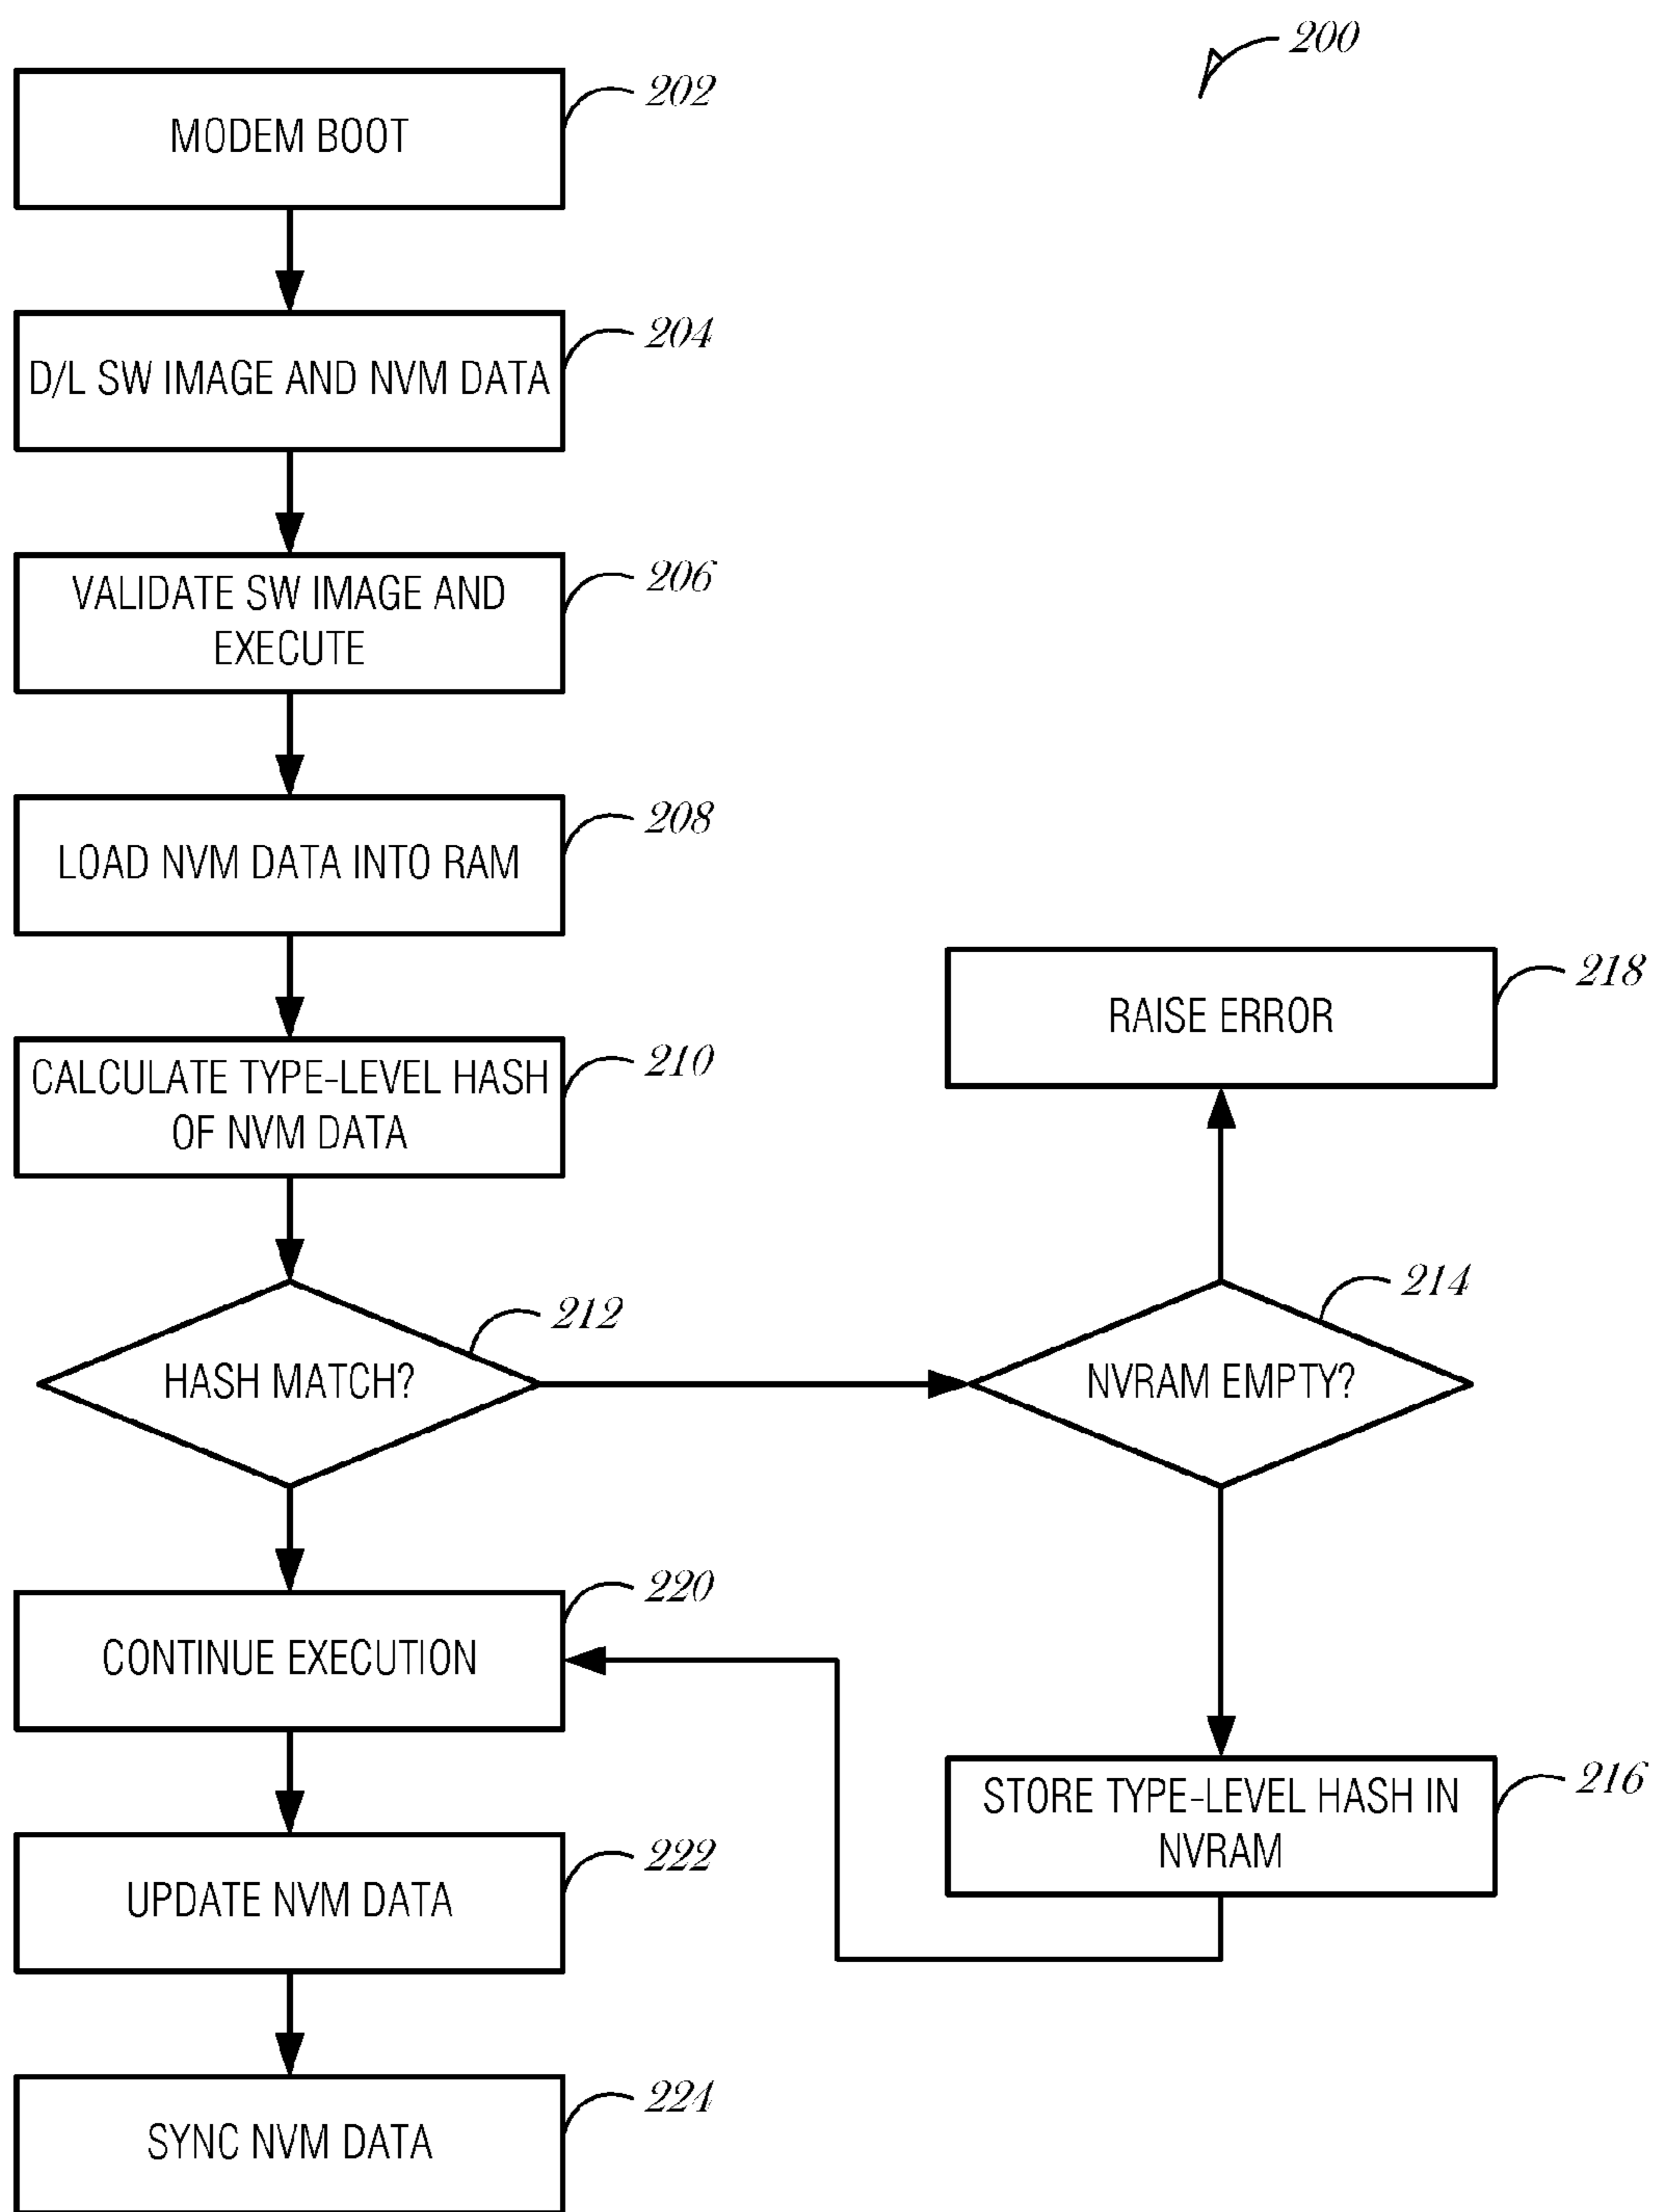 200
MODEM BOOT
202
D/L SW IMAGE AND NVM DATA
204
VALIDATE SW IMAGE AND
EXECUTE
206
LOAD NVM DATA INTO RAM
208
CALCULATE TYPE-LEVEL HASH
OF NVM DATA
210
HASH MATCH?
212
NVRAM EMPTY?
214
RAISE ERROR
218
STORE TYPE-LEVEL HASH IN
NVRAM
216
CONTINUE EXECUTION
220
UPDATE NVM DATA
222
SYNC NVM DATA
224